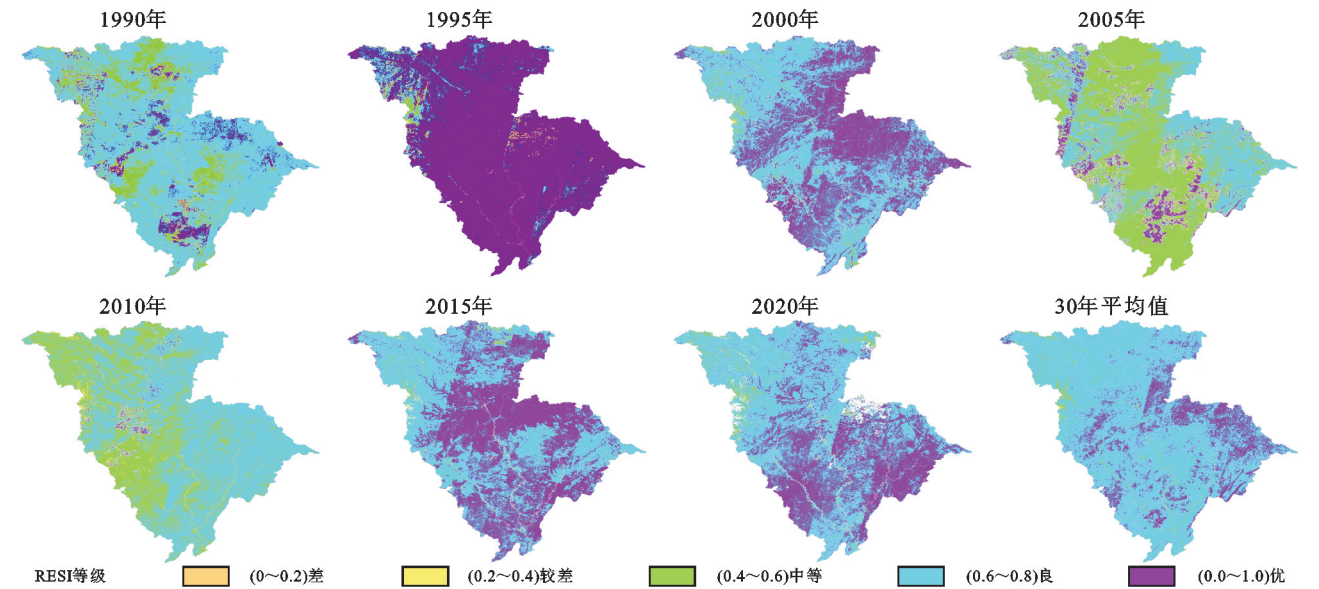 1990年 1995年 2000年 2005年
2010年 2015年 2020年 30年平均值
RESI等级 (0～0.2)差 (0.2～0.4)较差 (0.4～0.6)中等 (0.6～0.8)良 (0.0～1.0)优